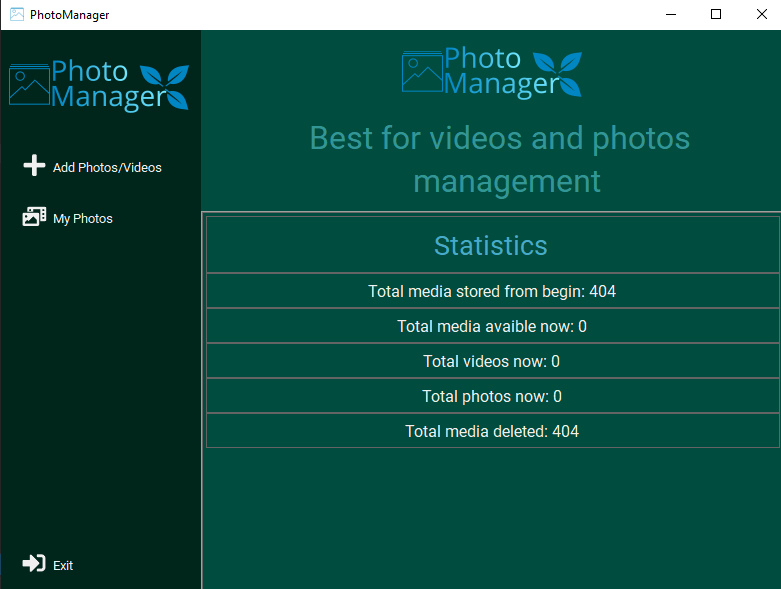 PhotoManager
Photo
Manager
Add Photos/Videos
My Photos
Exit
Photo
Manager
Best for videos and photos
management
Statistics
Total media stored from begin: 404
Total media avaible now: 0
Total videos now: 0
Total photos now: 0
Total media deleted: 404